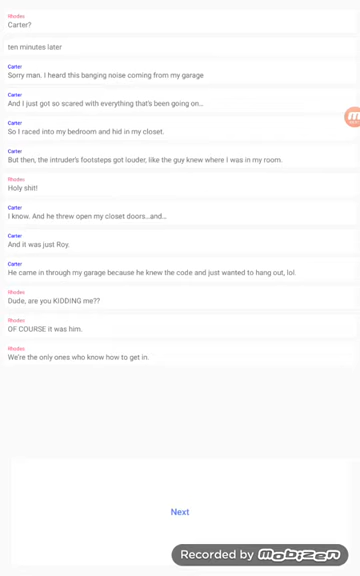 Rhodes
Carter?
ten minutes later
Carter
Sorry man. I heard this banging noise coming from my garage
Carter
And I just got so scared with everything that's been going on...
Carter
So I raced into my bedroom and hid in my closet.
Carter
But then, the intruder's footsteps got louder, like the guy knew where I was in my room.
Rhodes
Holy shit!
Carter
I know. And he threw open my closet doors...and...
Carter
And it was just Roy.
Carter
He came in through my garage because he knew the code and just wanted to hang out, lol.
Rhodes
Dude, are you KIDDING me??
Rhodes
OF COURSE it was him.
Rhodes
We're the only ones who know how to get in.
Next
Recorded by mobizen